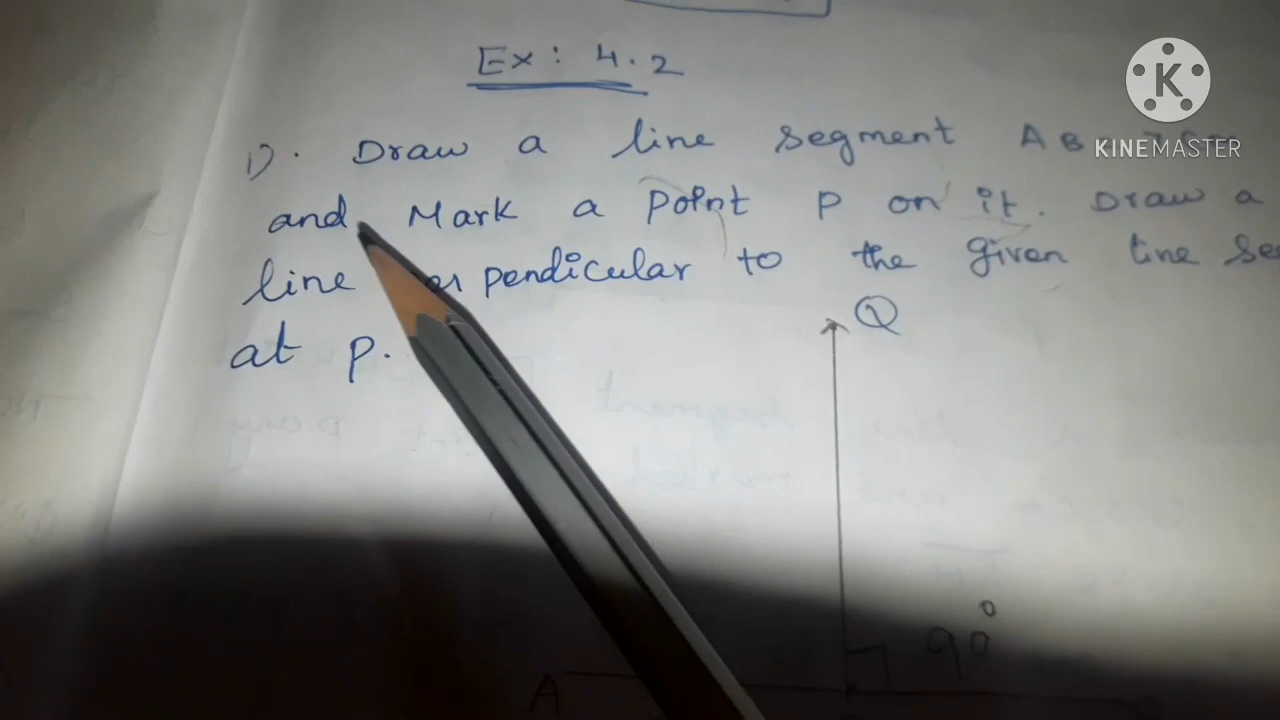 Ex: 4.2
K
KINEMASTER
1). Draw a line segment AB
and Mark a point P on it. Draw a
line perpendicular to the given line
at P.
Q
90°
A